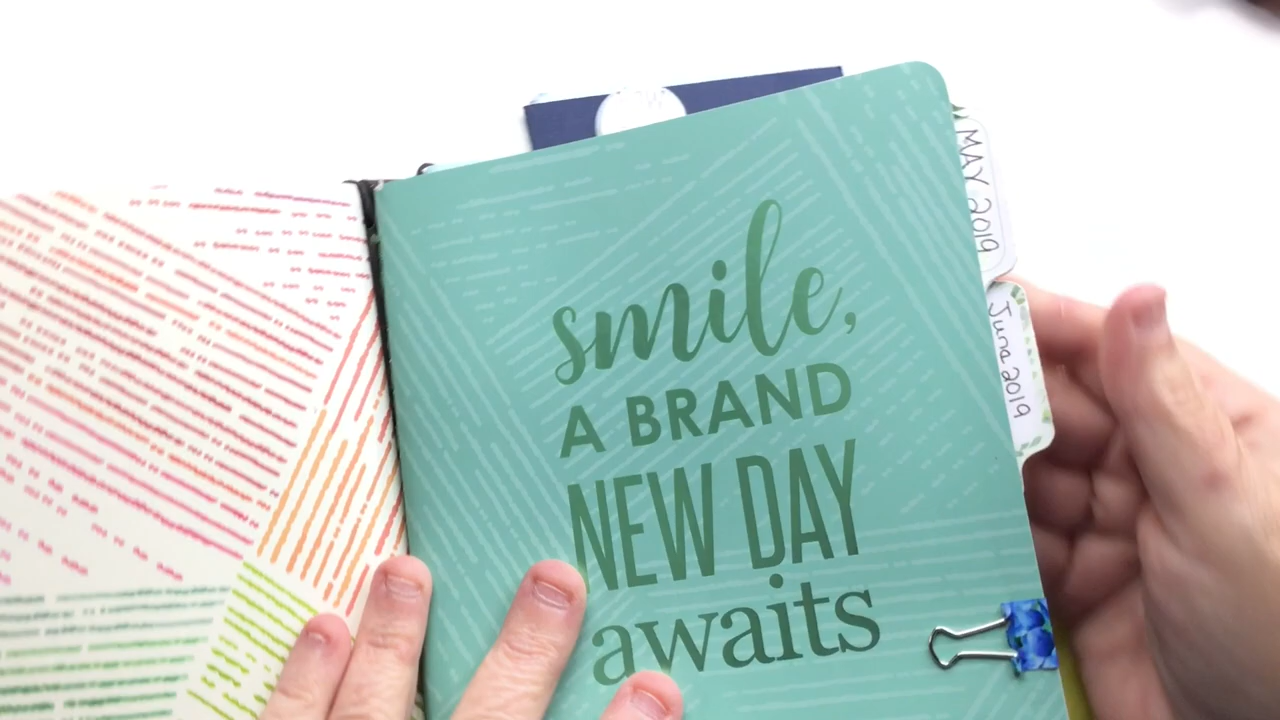 smile,
A BRAND
NEW DAY
awaits
MAY 2019
June 2019